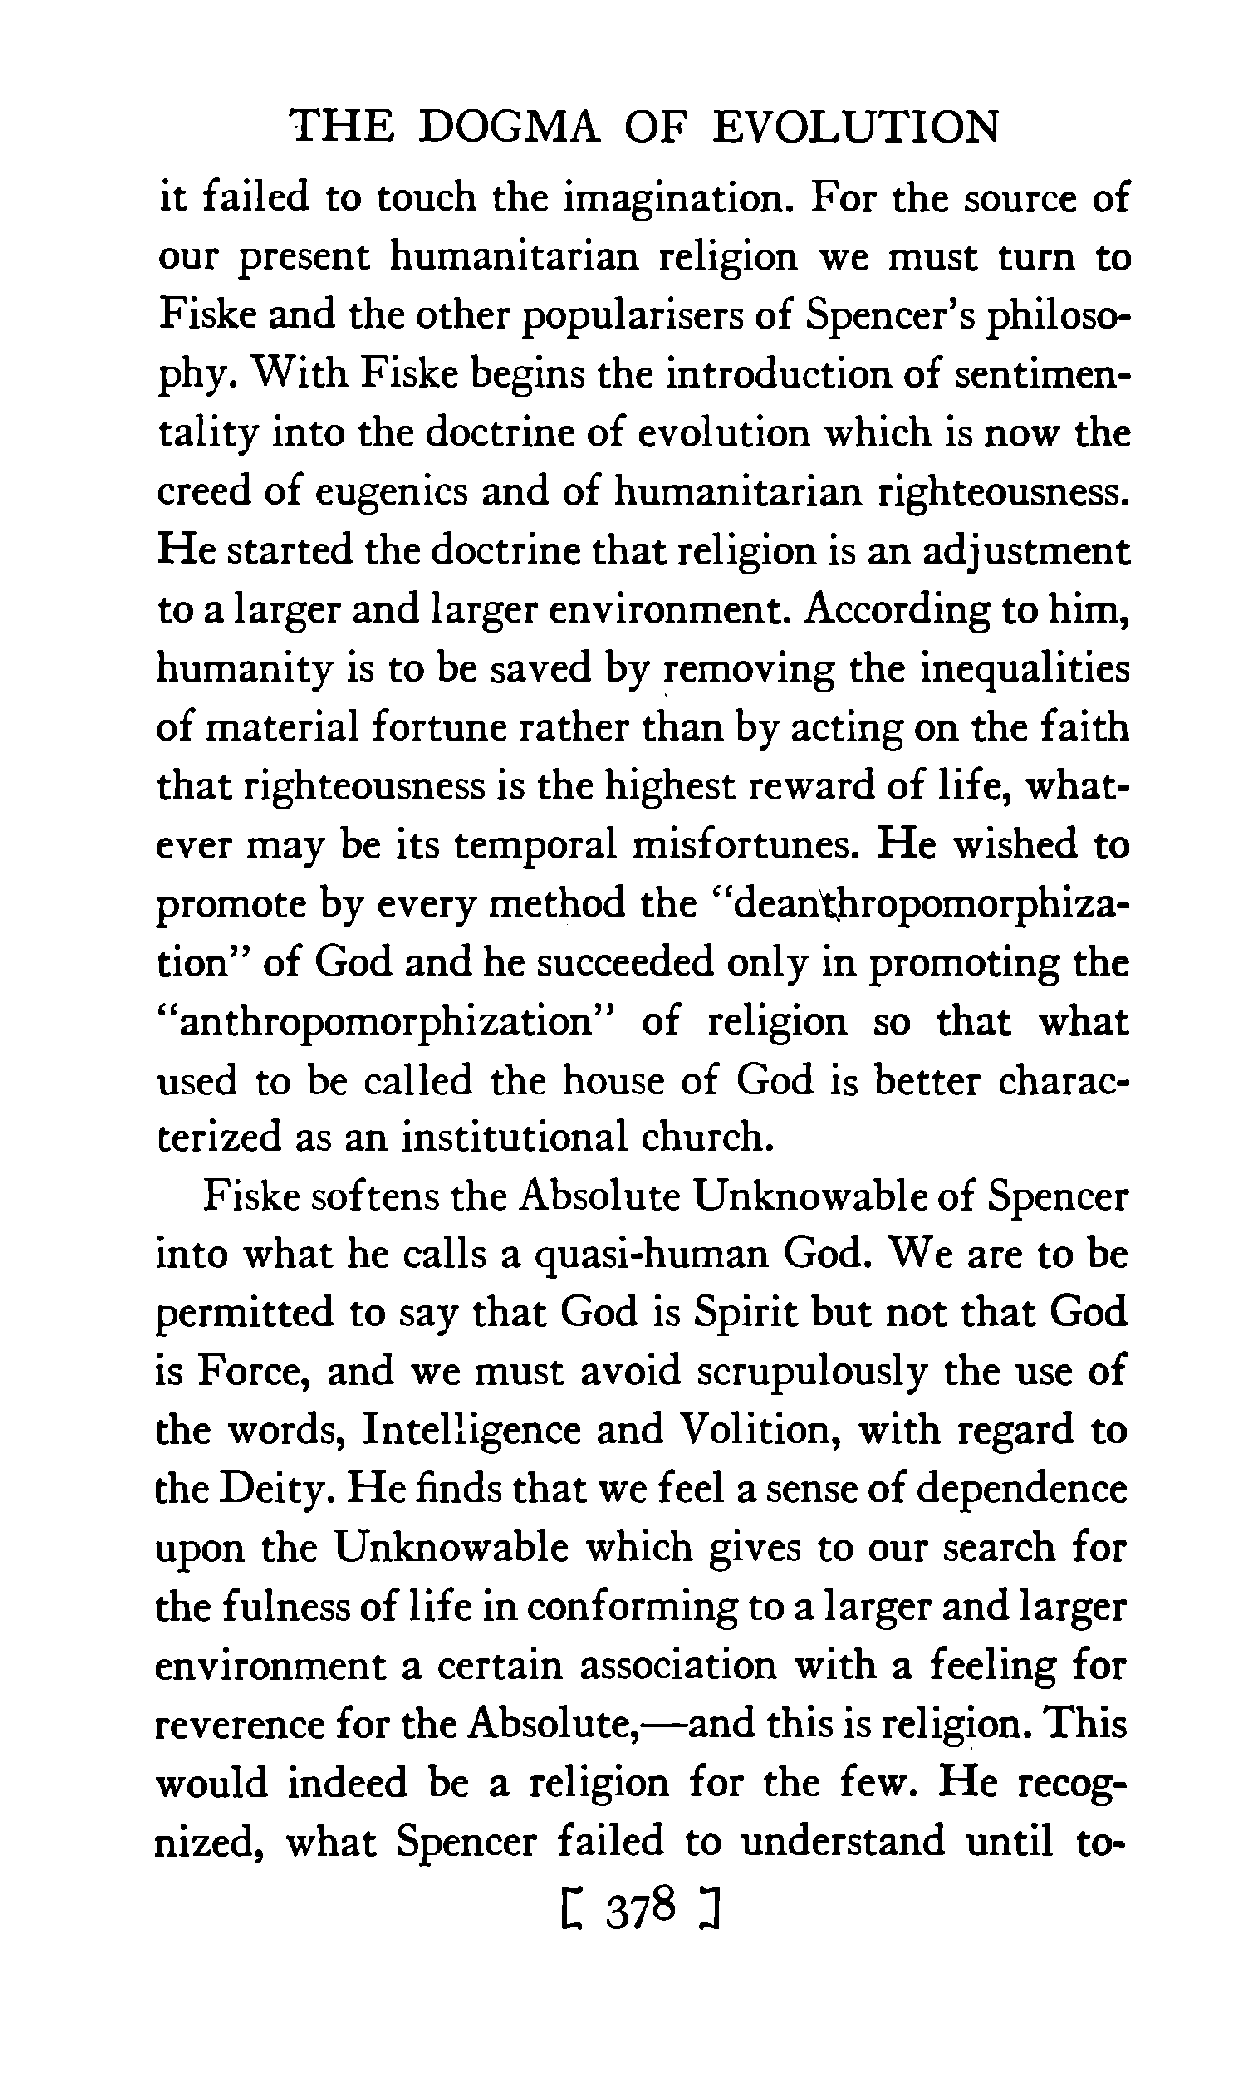 THE DOGMA OF EVOLUTION
it failed to touch the imagination. For the source of
our present humanitarian religion we must turn to
Fiske and the other popularisers of Spencer's philoso-
phy. With Fiske begins the introduction of sentimen-
tality into the doctrine of evolution which is now the
creed of eugenics and of humanitarian righteousness.
He started the doctrine that religion is an adjustment
to a larger and larger environment. According to him,
humanity is to be saved by removing the inequalities
of material fortune rather than by acting on the faith
that righteousness is the highest reward of life, what-
ever may be its temporal misfortunes. He wished to
promote by every method the "deanthropomorphiza-
tion" of God and he succeeded only in promoting the
"anthropomorphization" of religion so that what
used to be called the house of God is better charac-
terized as an institutional church.
Fiske softens the Absolute Unknowable of Spencer
into what he calls a quasi-human God. We are to be
permitted to say that God is Spirit but not that God
is Force, and we must avoid scrupulously the use of
the words, Intelligence and Volition, with regard to
the Deity. He finds that we feel a sense of dependence
upon the Unknowable which gives to our search for
the fulness of life in conforming to a larger and larger
environment a certain association with a feeling for
reverence for the Absolute,—and this is religion. This
would indeed be a religion for the few. He recog-
nized, what Spencer failed to understand until to-
[ 378 ]